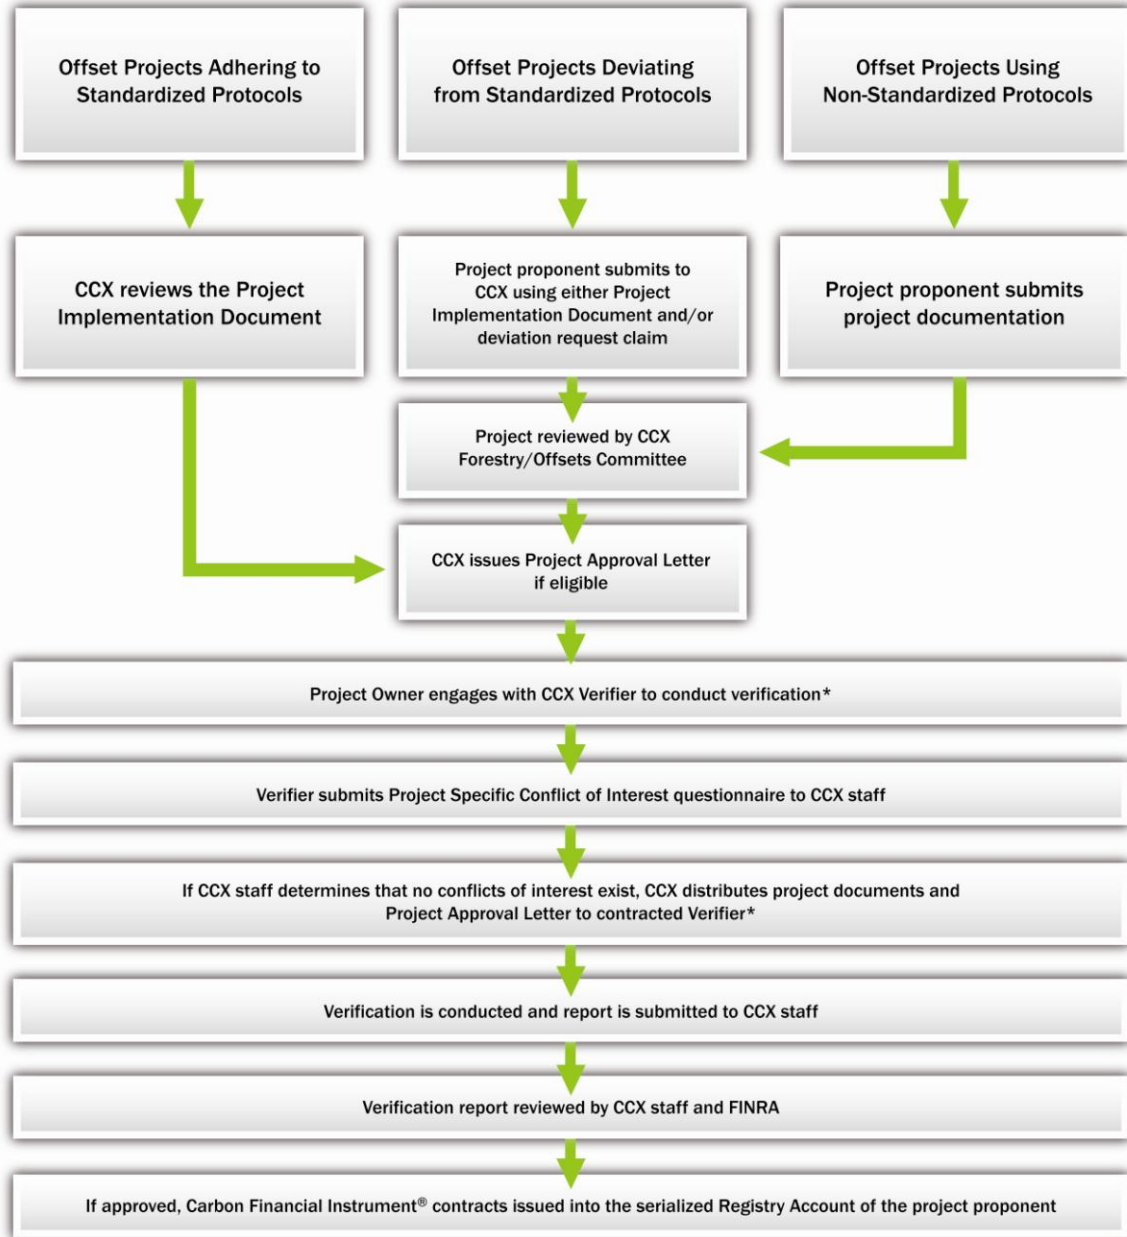 Offset Projects Adhering to
Standardized Protocols
Offset Projects Deviating
from Standardized Protocols
Offset Projects Using
Non-Standardized Protocols
CCX reviews the Project
Implementation Document
Project proponent submits to
CCX using either Project
Implementation Document and/or
deviation request claim
Project proponent submits
project documentation
Project reviewed by CCX
Forestry/Offsets Committee
CCX issues Project Approval Letter
if eligible
Project Owner engages with CCX Verifier to conduct verification*
Verifier submits Project Specific Conflict of Interest questionnaire to CCX staff
If CCX staff determines that no conflicts of interest exist, CCX distributes project documents and
Project Approval Letter to contracted Verifier*
Verification is conducted and report is submitted to CCX staff
Verification report reviewed by CCX staff and FINRA
If approved, Carbon Financial Instrument® contracts issued into the serialized Registry Account of the project proponent